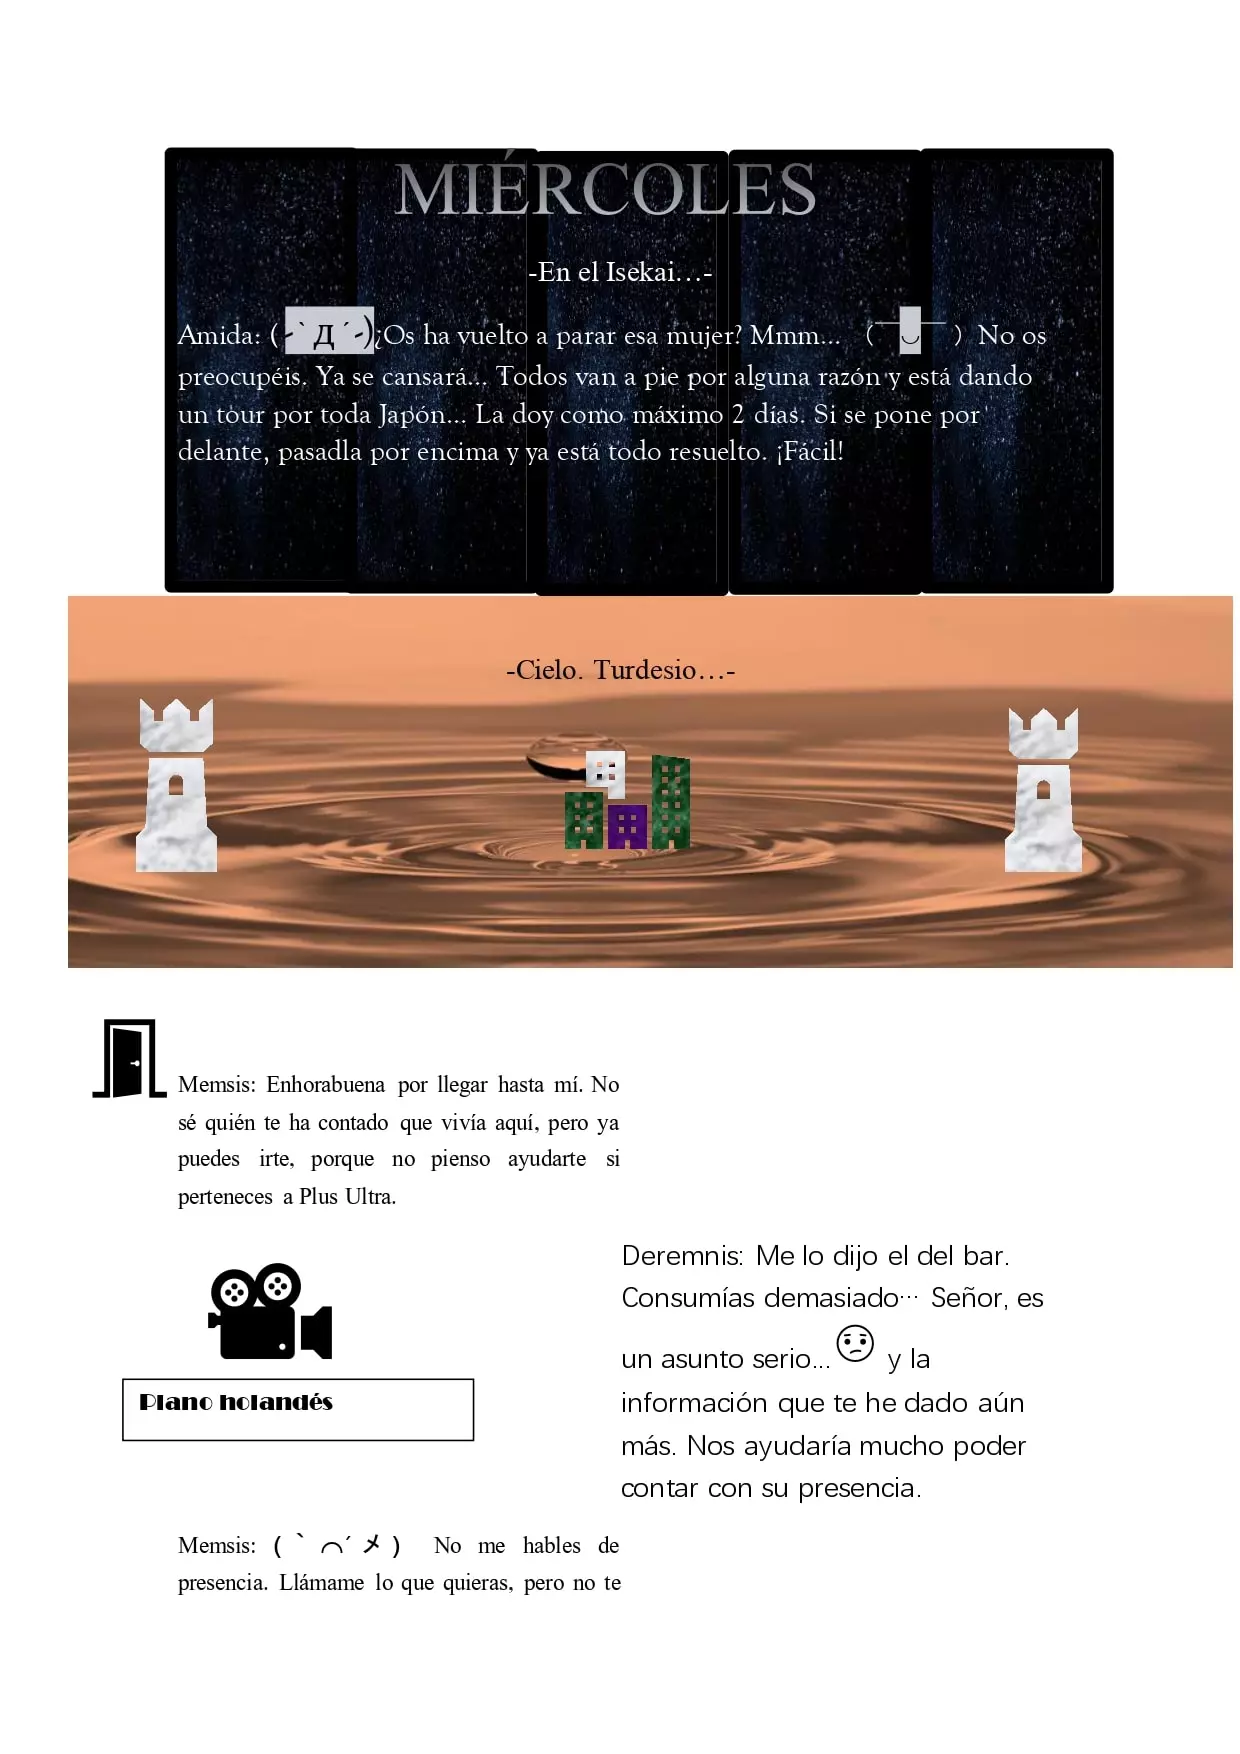 MIÉRCOLES
-En el Isekai…-
Amida: (-`д´-)¿Os ha vuelto a parar esa mujer? Mmm... （￣◡￣）No os
preocupéis. Ya se cansará... Todos van a pie por alguna razón y está dando
un tour por toda Japón... La doy como máximo 2 días. Si se pone por
delante, pasadla por encima y ya está todo resuelto. ¡Fácil!
-Cielo. Turdesio…-
Memsis: Enhorabuena por llegar hasta mí. No
sé quién te ha contado que vivía aquí, pero ya
puedes irte, porque no pienso ayudarte si
perteneces a Plus Ultra.
Deremnis: Me lo dijo el del bar.
Consumías demasiado… Señor, es
un asunto serio...😟 y la
información que te he dado aún
más. Nos ayudaría mucho poder
contar con su presencia.
Plano holandés
Memsis: (｀⌒´メ) No me hables de
presencia. Llámame lo que quieras, pero no te